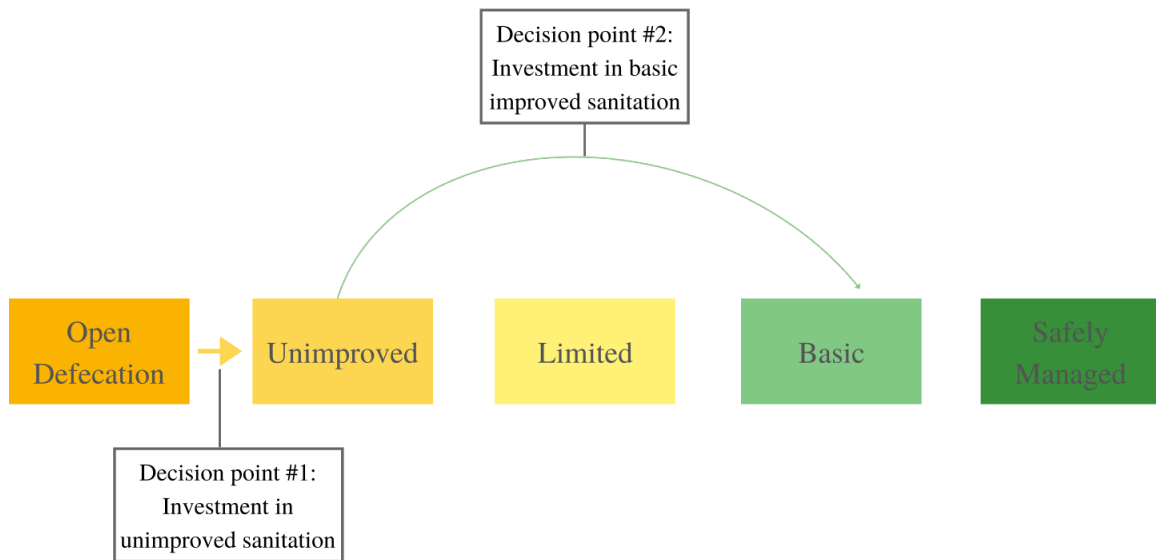 Decision point #2:
Investment in basic
improved sanitation
Open
Defecation
Unimproved
Limited
Basic
Safely
Managed
Decision point #1:
Investment in
unimproved sanitation